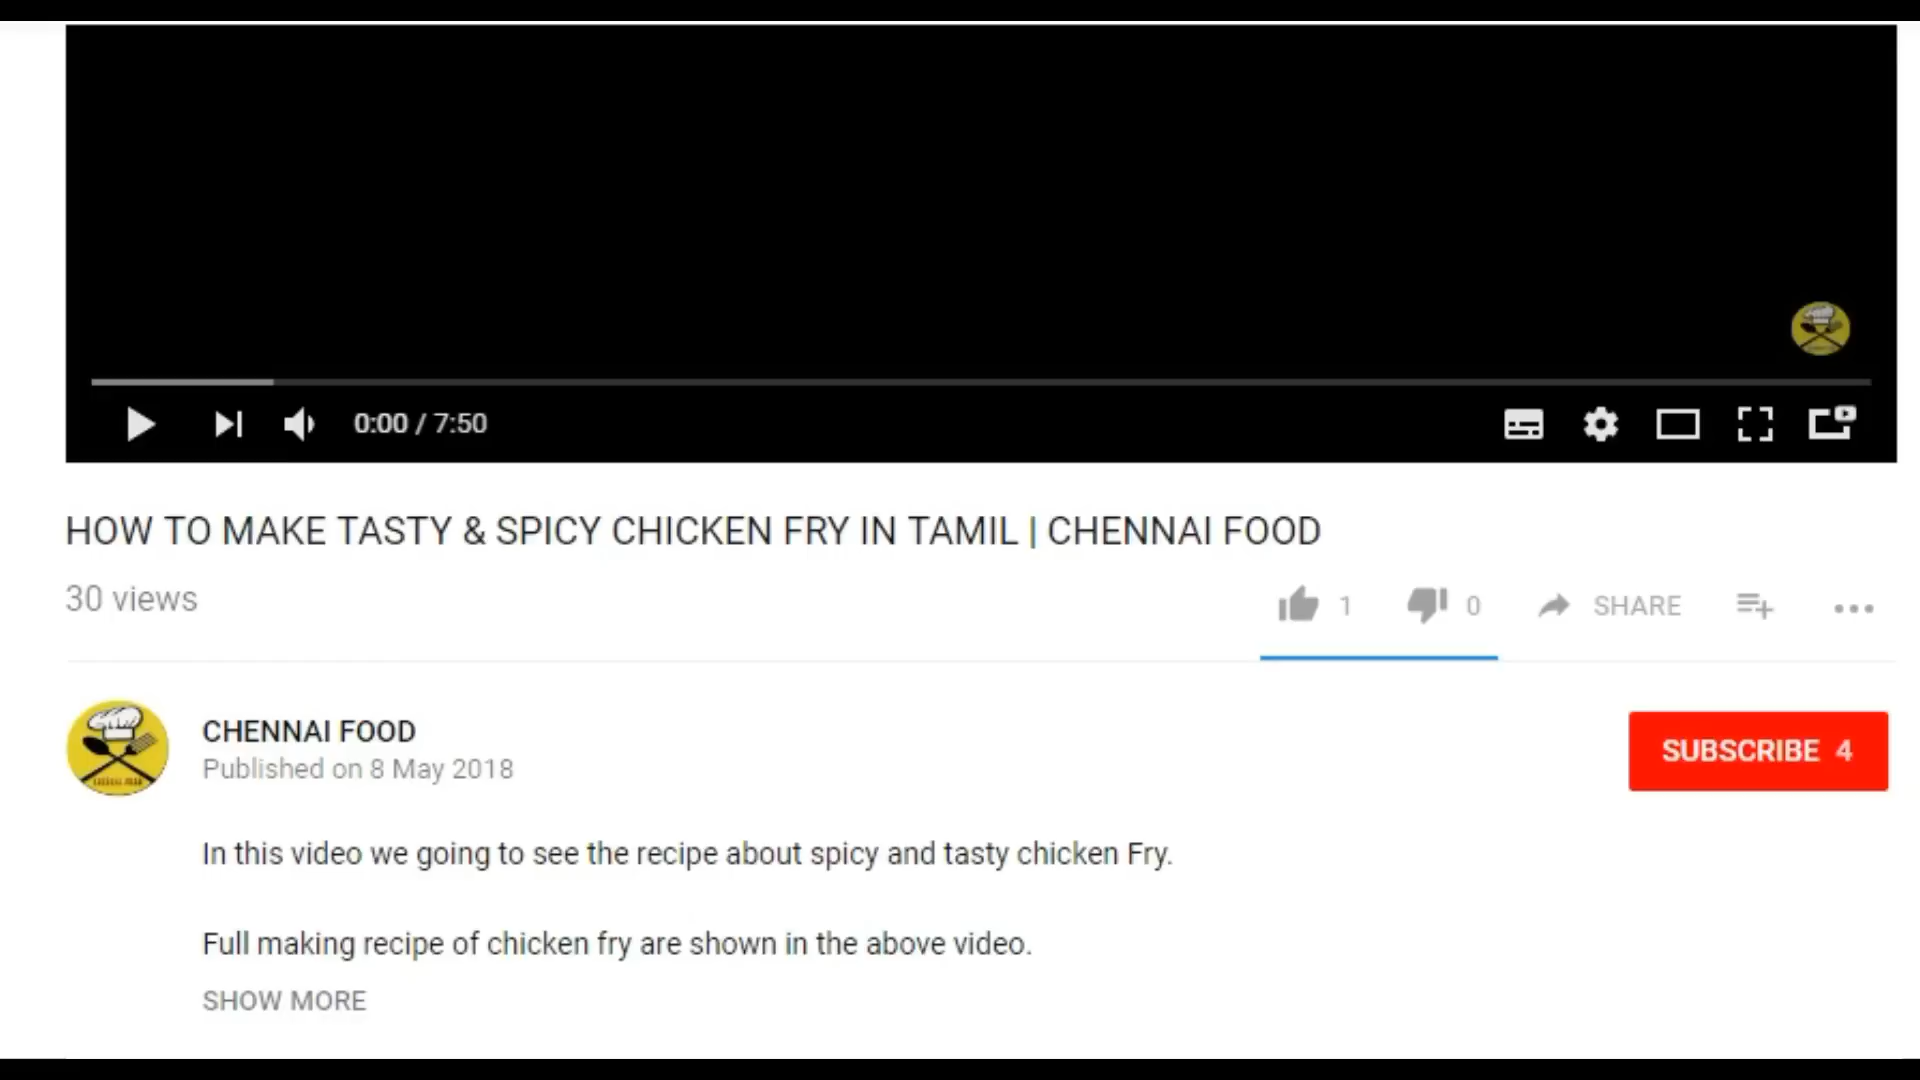 0:00 / 7:50
HOW TO MAKE TASTY & SPICY CHICKEN FRY IN TAMIL | CHENNAI FOOD
30 views
1
0
SHARE
CHENNAI FOOD
Published on 8 May 2018
SUBSCRIBE 4
In this video we going to see the recipe about spicy and tasty chicken Fry.
Full making recipe of chicken fry are shown in the above video.
SHOW MORE